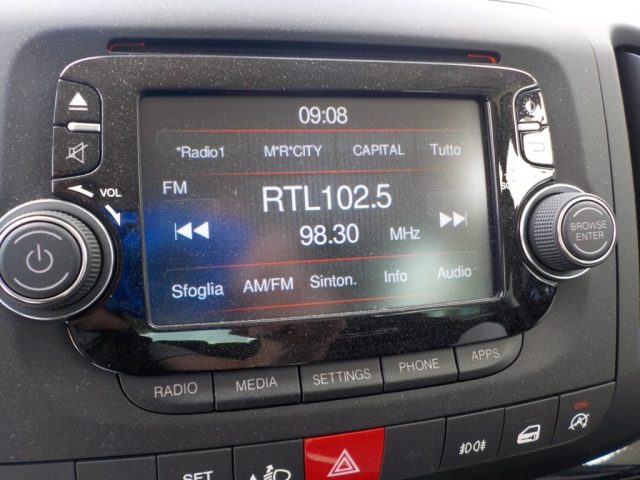 09:08
*Radio1 M*R*CITY CAPITAL Tutto
FM
RTL102.5
98.30 MHz
Sfoglia AM/FM Sinton. Info Audio
VOL
BROWSE
ENTER
RADIO MEDIA SETTINGS PHONE APPS
SET